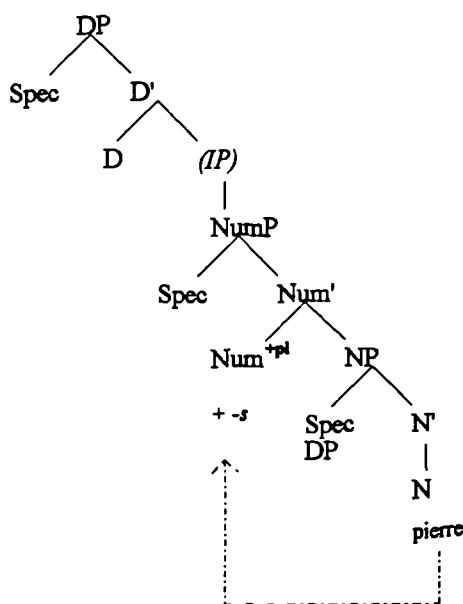 DP
Spec D'
D (IP)
NumP
Spec Num'
Num +pl NP
+ -s Spec N'
DP
N
pierre